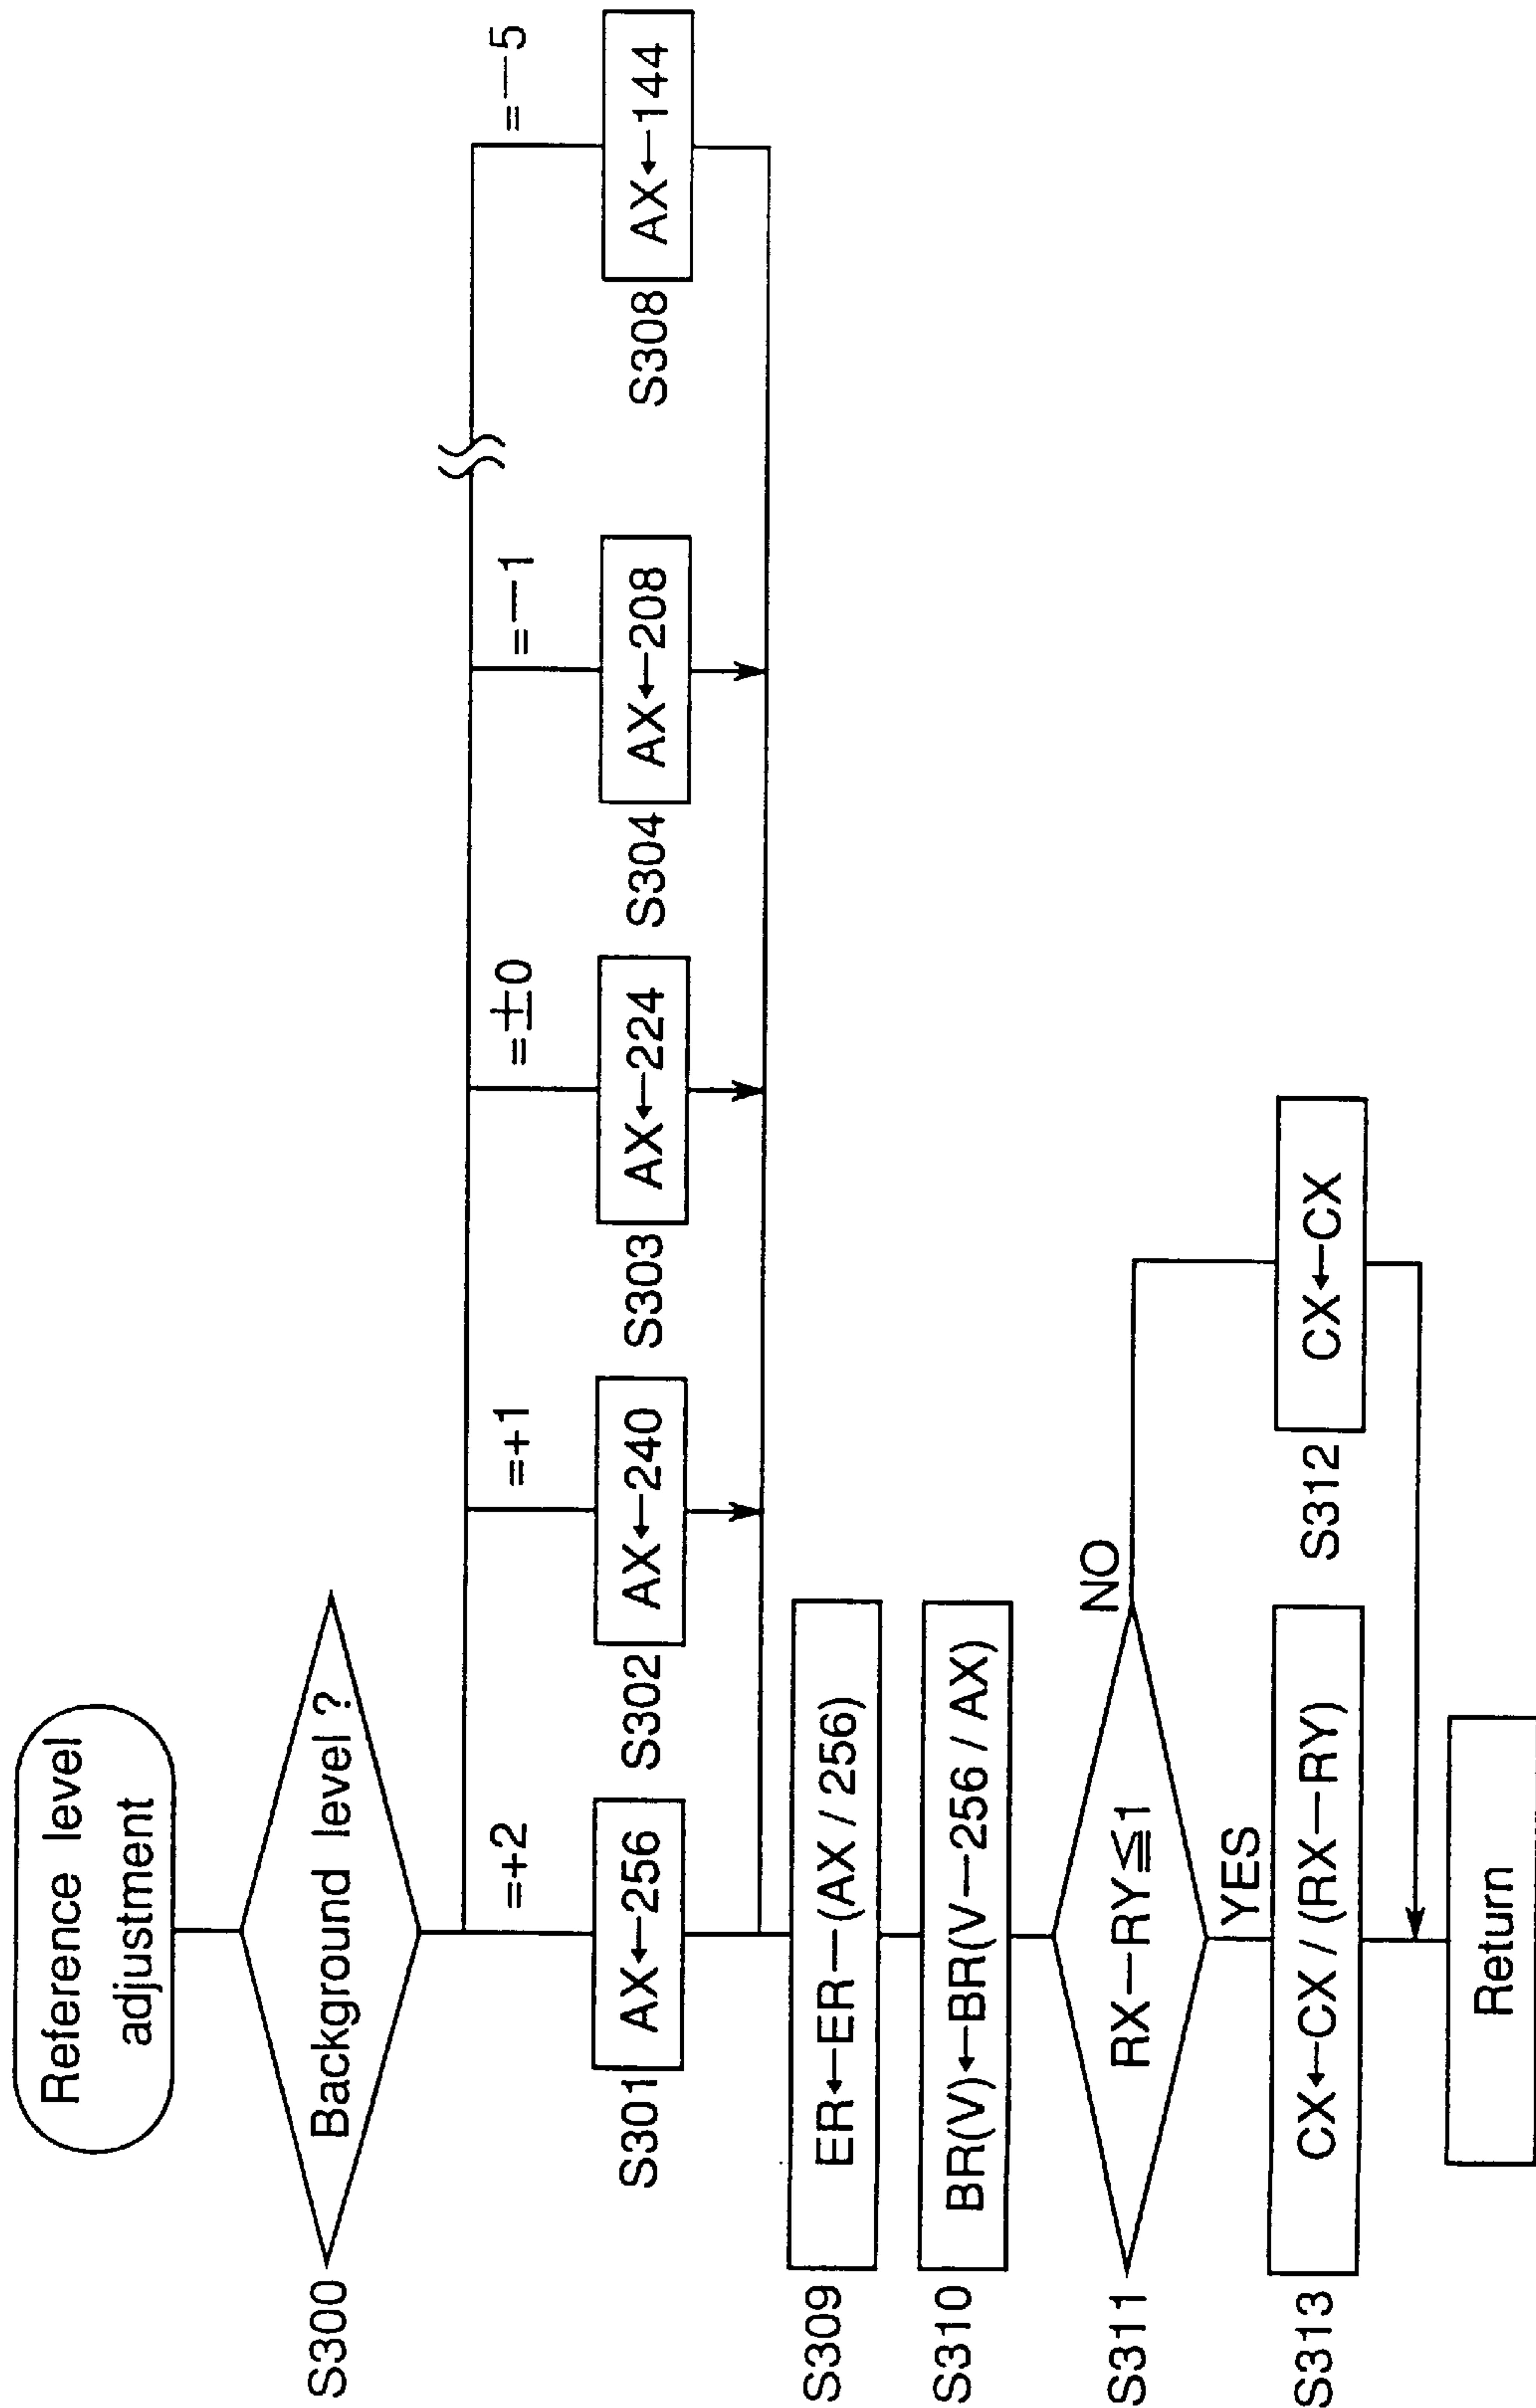 Reference level
adjustment
S300
Background level ?
=+2
=+1
=±0
=—1
=—5
S301
AX←256
S302
AX←240
S303
AX←224
S304
AX←208
S308
AX←144
S309
ER←ER—(AX / 256)
S310
BR(V)←BR(V—256 / AX)
S311
RX—RY≦1
NO
YES
S313
CX←CX / (RX—RY)
S312
CX←CX
Return